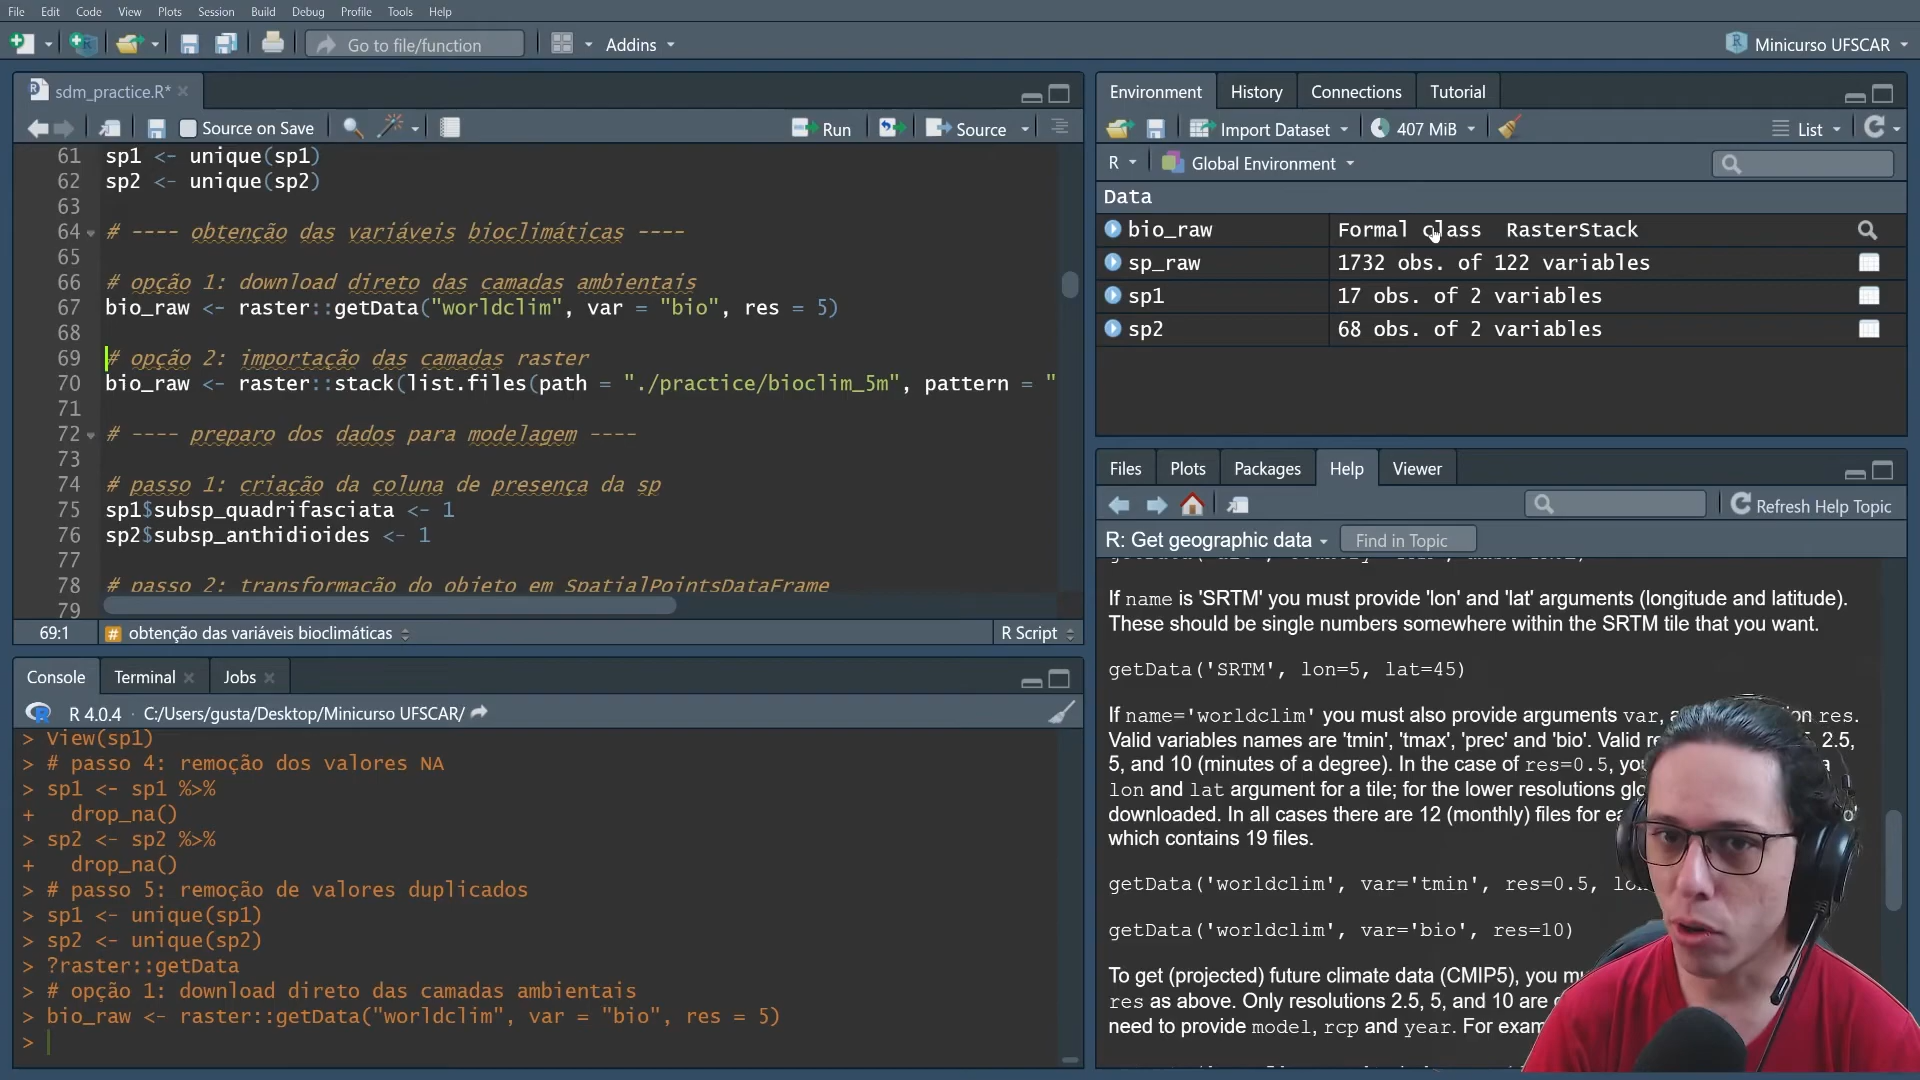 File Edit Code View Plots Session Build Debug Profile Tools Help
Go to file/function
Addins
Minicurso UFSCAR
sdm_practice.R*
Source on Save
Run
Source
61 sp1 <- unique(sp1)
62 sp2 <- unique(sp2)
63
64 # ---- obtenção das variáveis bioclimáticas ----
65
66 # opção 1: download direto das camadas ambientais
67 bio_raw <- raster::getData("worldclim", var = "bio", res = 5)
68
69 # opção 2: importação das camadas raster
70 bio_raw <- raster::stack(list.files(path = "./practice/bioclim_5m", pattern = "
71
72 # ---- preparo dos dados para modelagem ----
73
74 # passo 1: criação da coluna de presença da sp
75 sp1$subsp_quadrifasciata <- 1
76 sp2$subsp_anthidioides <- 1
77
78 # passo 2: transformação do objeto em SpatialPointsDataFrame
79
69:1 # obtenção das variáveis bioclimáticas R Script
Console Terminal Jobs
R 4.0.4 · C:/Users/gusta/Desktop/Minicurso UFSCAR/
> View(sp1)
> # passo 4: remoção dos valores NA
> sp1 <- sp1 %>%
+   drop_na()
> sp2 <- sp2 %>%
+   drop_na()
> # passo 5: remoção de valores duplicados
> sp1 <- unique(sp1)
> sp2 <- unique(sp2)
> ?raster::getData
> # opção 1: download direto das camadas ambientais
> bio_raw <- raster::getData("worldclim", var = "bio", res = 5)
>
Environment History Connections Tutorial
Import Dataset 407 MiB List
R Global Environment
Data
bio_raw Formal class RasterStack
sp_raw 1732 obs. of 122 variables
sp1 17 obs. of 2 variables
sp2 68 obs. of 2 variables
Files Plots Packages Help Viewer
Refresh Help Topic
R: Get geographic data Find in Topic
If name is 'SRTM' you must provide 'lon' and 'lat' arguments (longitude and latitude).
These should be single numbers somewhere within the SRTM tile that you want.
getData('SRTM', lon=5, lat=45)
If name='worldclim' you must also provide arguments var, a on res.
Valid variables names are 'tmin', 'tmax', 'prec' and 'bio'. Valid 2.5,
5, and 10 (minutes of a degree). In the case of res=0.5, a
lon and lat argument for a tile; for the lower resolutions
downloaded. In all cases there are 12 (monthly) files for
which contains 19 files.
getData('worldclim', var='tmin', res=0.5,
getData('worldclim', var='bio', res=10)
To get (projected) future climate data (CMIP5), you
res as above. Only resolutions 2.5, 5, and 10 are
need to provide model, rcp and year. For